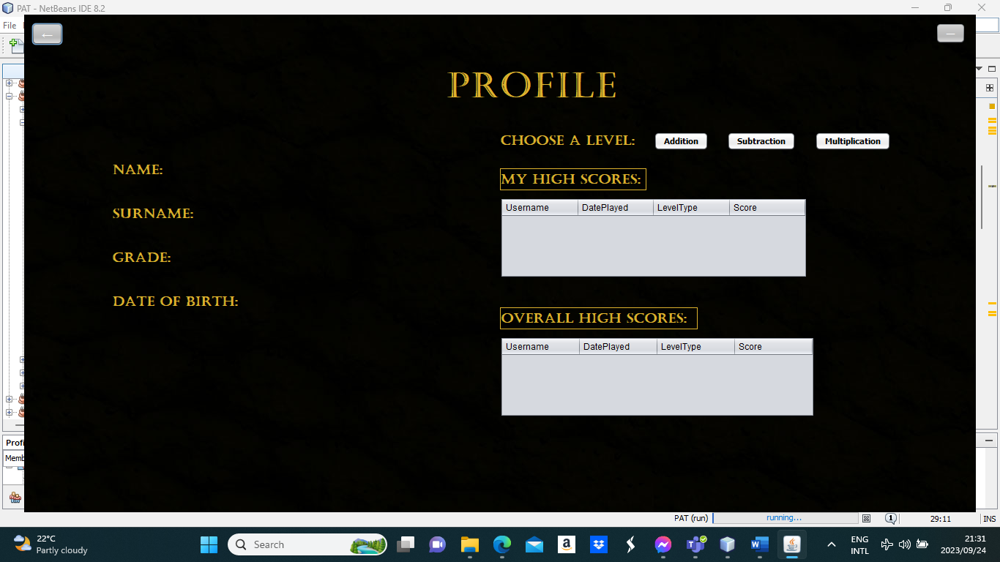 PAT - NetBeans IDE 8.2
File
←
PROFILE
CHOOSE A LEVEL:
Addition
Subtraction
Multiplication
NAME:
SURNAME:
GRADE:
DATE OF BIRTH:
MY HIGH SCORES:
Username DatePlayed LevelType Score
OVERALL HIGH SCORES:
Username DatePlayed LevelType Score
PAT (run)
running...
1
29:11
INS
22°C
Partly cloudy
Search
ENG
INTL
21:31
2023/09/24